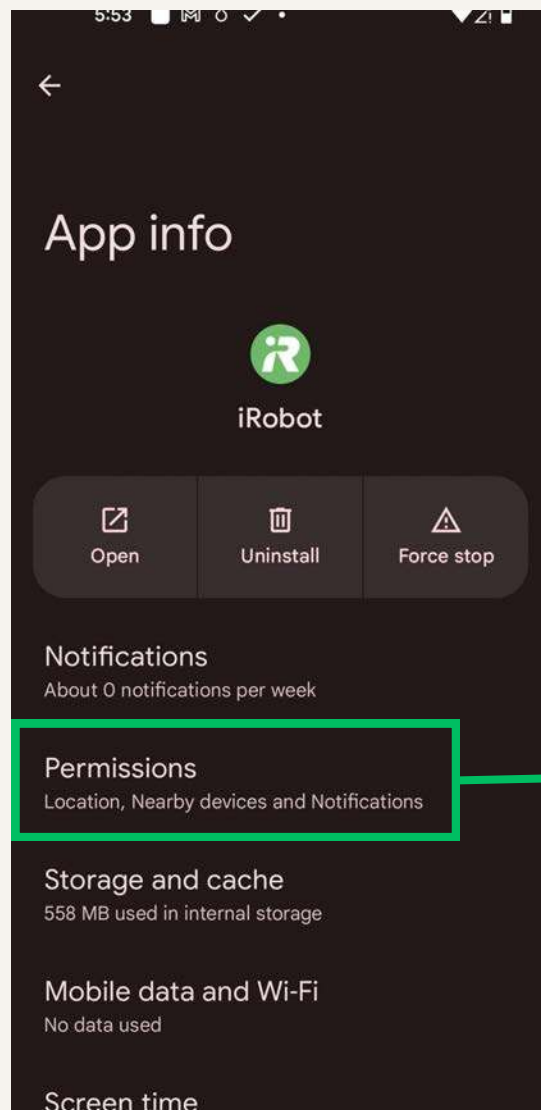 5:53
App info
iRobot
Open
Uninstall
Force stop
Notifications
About 0 notifications per week
Permissions
Location, Nearby devices and Notifications
Storage and cache
558 MB used in internal storage
Mobile data and Wi-Fi
No data used
Screen time